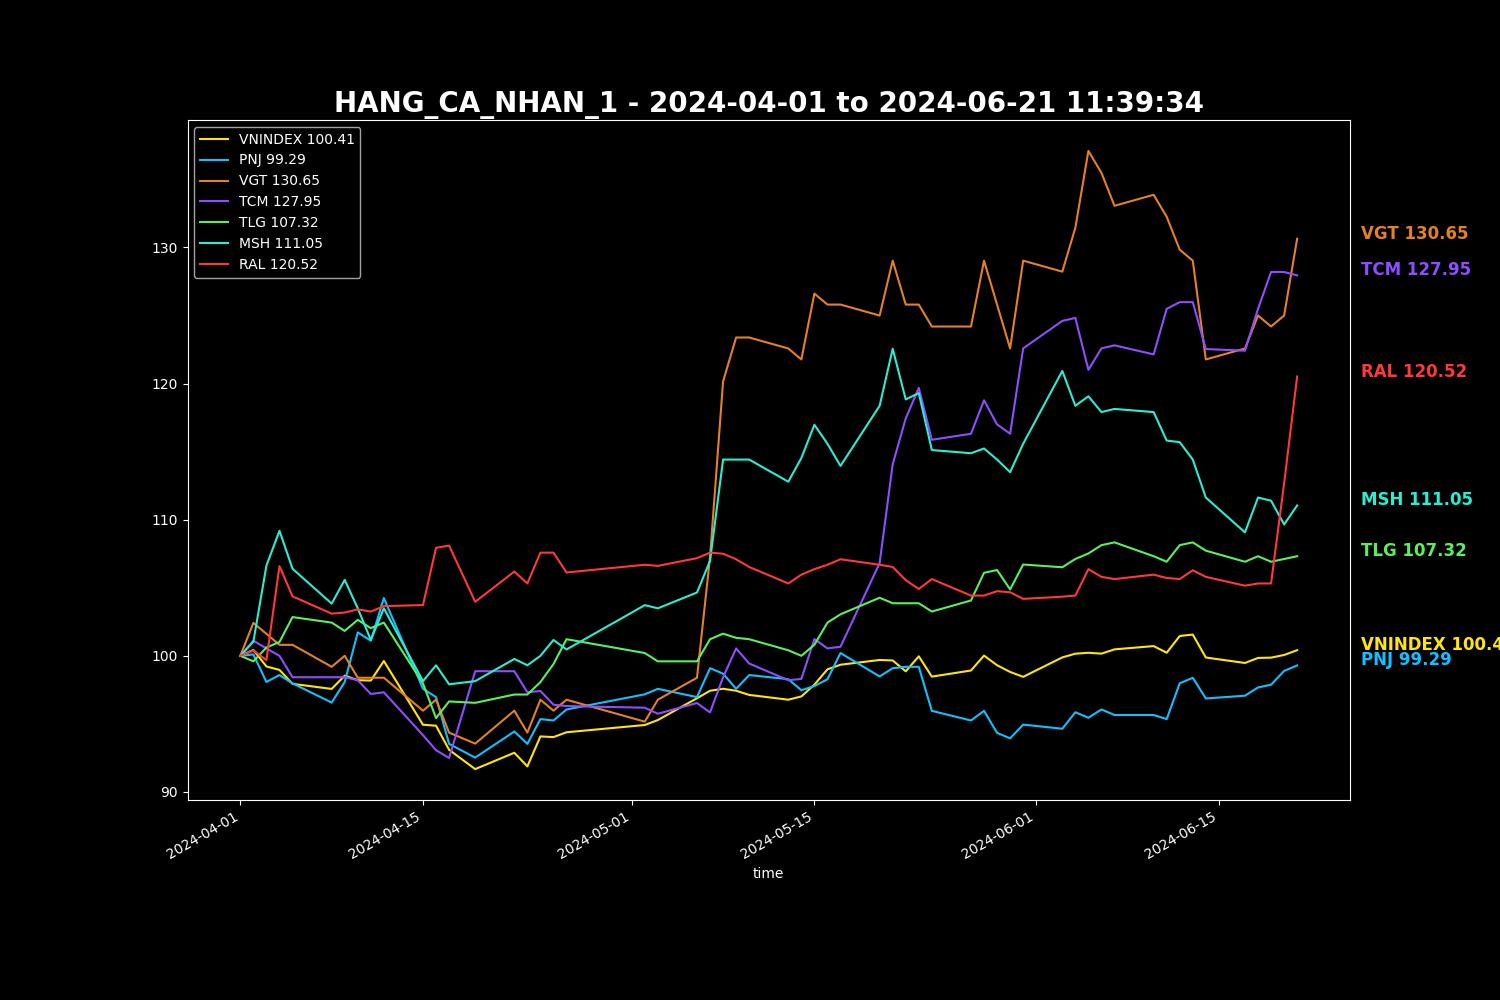 HANG_CA_NHAN_1 - 2024-04-01 to 2024-06-21 11:39:34
VNINDEX 100.41
PNJ 99.29
VGT 130.65
TCM 127.95
TLG 107.32
MSH 111.05
RAL 120.52
130
120
110
100
90
VGT 130.65
TCM 127.95
RAL 120.52
MSH 111.05
TLG 107.32
VNINDEX 100.4
PNJ 99.29
2024-04-01
2024-04-15
2024-05-01
2024-05-15
2024-06-01
2024-06-15
time